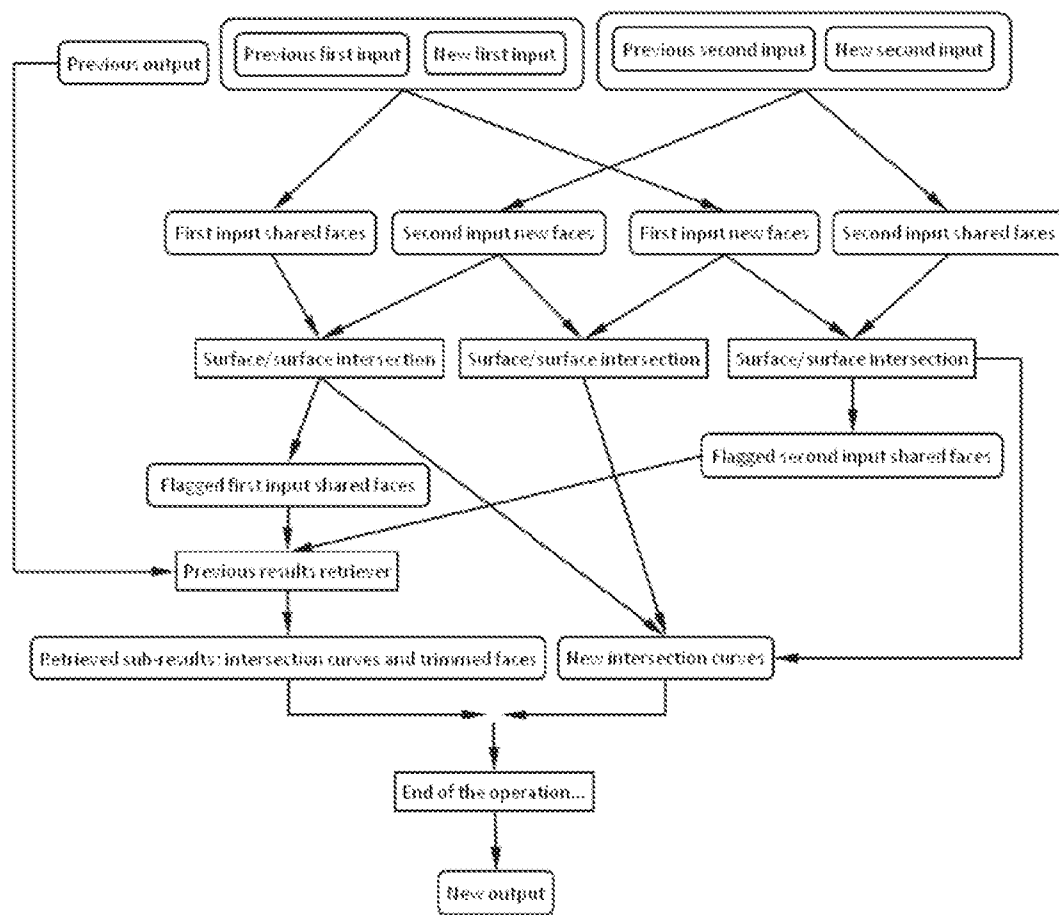 Previous output
Previous first input
New first input
Previous second input
New second input
First input shared faces
Second input new faces
First input new faces
Second input shared faces
Surface/surface intersection
Surface/surface intersection
Surface/surface intersection
Flagged first input shared faces
Flagged second input shared faces
Previous results retriever
Retrieved sub-results: intersection curves and trimmed faces
New intersection curves
End of the operation...
New output